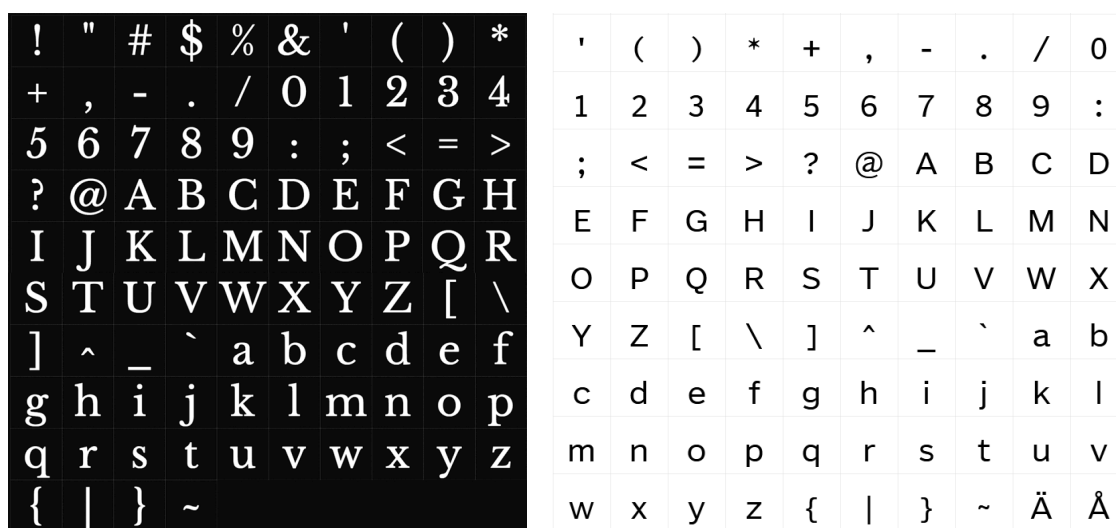 ! " # $ % & ' ( ) *
+ , - . / 0 1 2 3 4
5 6 7 8 9 : ; < = >
? @ A B C D E F G H
I J K L M N O P Q R
S T U V W X Y Z [ \
] ^ _ ` a b c d e f
g h i j k l m n o p
q r s t u v w x y z
{ | } ~
' ( ) * + , - . / 0
1 2 3 4 5 6 7 8 9 :
; < = > ? @ A B C D
E F G H I J K L M N
O P Q R S T U V W X
Y Z [ \ ] ^ _ ` a b
c d e f g h i j k l
m n o p q r s t u v
w x y z { | } ~ Ä Å